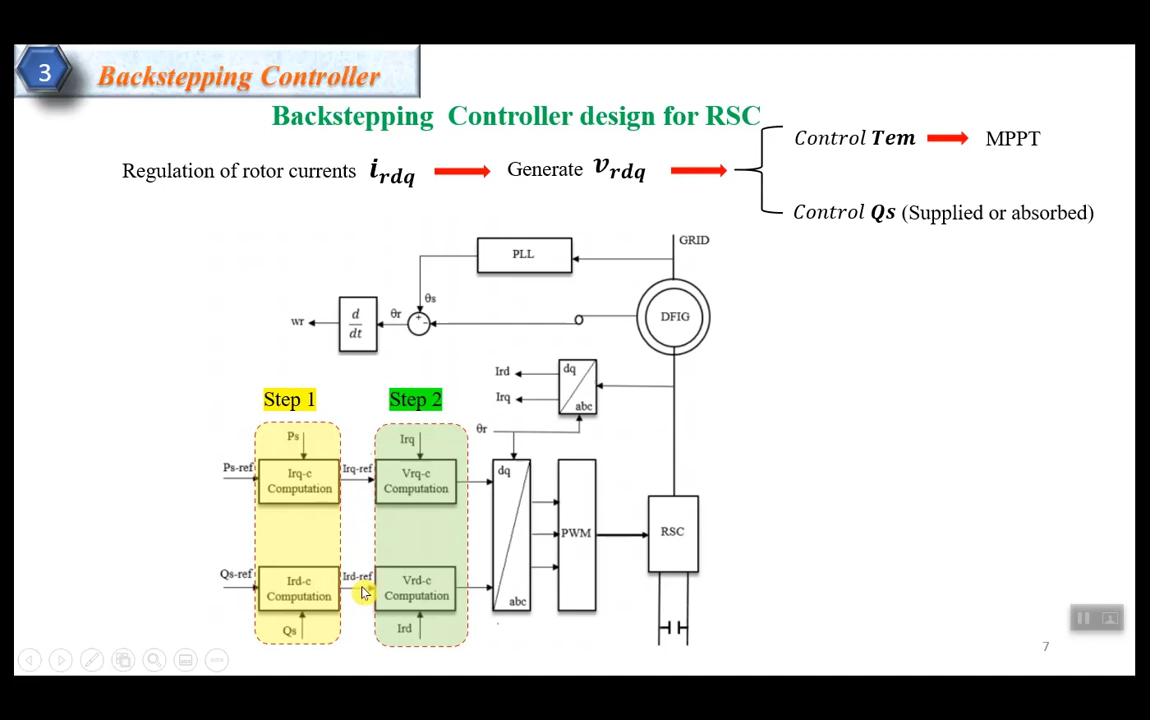 3
Backstepping Controller
Backstepping Controller design for RSC
Control Tem
MPPT
Regulation of rotor currents irdq
Generate vrdq
Control Qs (Supplied or absorbed)
GRID
PLL
θs
wr
d
dt
θr
+
-
DFIG
Ird
Irq
dq
abc
θr
Step 1
Step 2
Ps
Irq
Ps-ref
Irq-c
Computation
Irq-ref
Vrq-c
Computation
dq
PWM
RSC
Qs-ref
Ird-c
Computation
Ird-ref
Vrd-c
Computation
abc
Qs
Ird
7